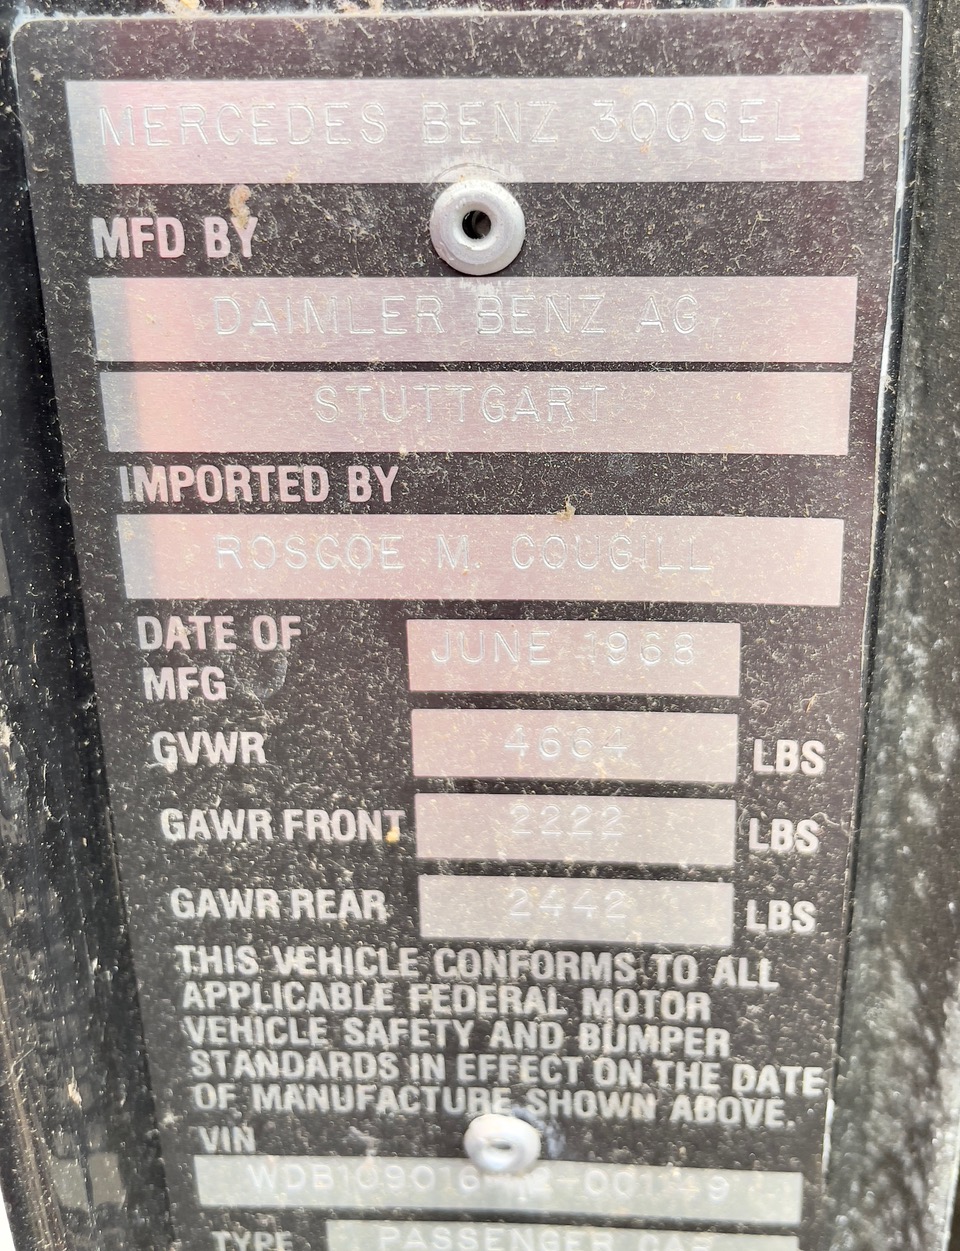 MERCEDES BENZ 300SEL
MFD BY
DAIMLER BENZ AG
STUTTGART
IMPORTED BY
ROSCOE M. COUGILL
DATE OF MFG JUNE 1968
GVWR 4664 LBS
GAWR FRONT 2222 LBS
GAWR REAR 2442 LBS
THIS VEHICLE CONFORMS TO ALL
APPLICABLE FEDERAL MOTOR
VEHICLE SAFETY AND BUMPER
STANDARDS IN EFFECT ON THE DATE
OF MANUFACTURE SHOWN ABOVE.
VIN
TYPE PASSENGER CAR